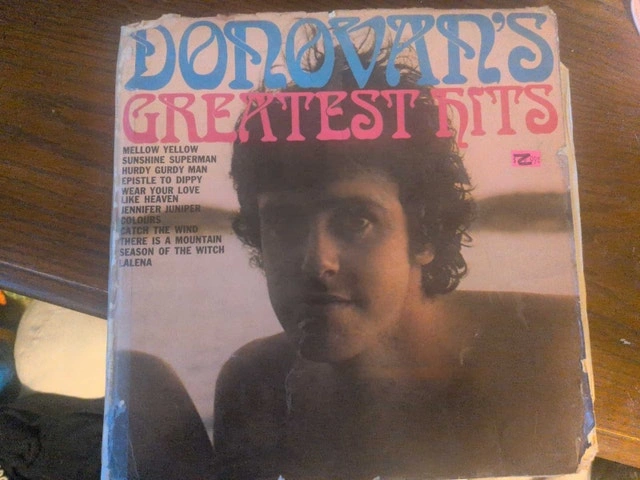 DONOVAN'S
GREATEST HITS
MELLOW YELLOW
SUNSHINE SUPERMAN
HURDY GURDY MAN
EPISTLE TO DIPPY
WEAR YOUR LOVE
LIKE HEAVEN
JENNIFER JUNIPER
COLOURS
CATCH THE WIND
THERE IS A MOUNTAIN
SEASON OF THE WITCH
LALENA